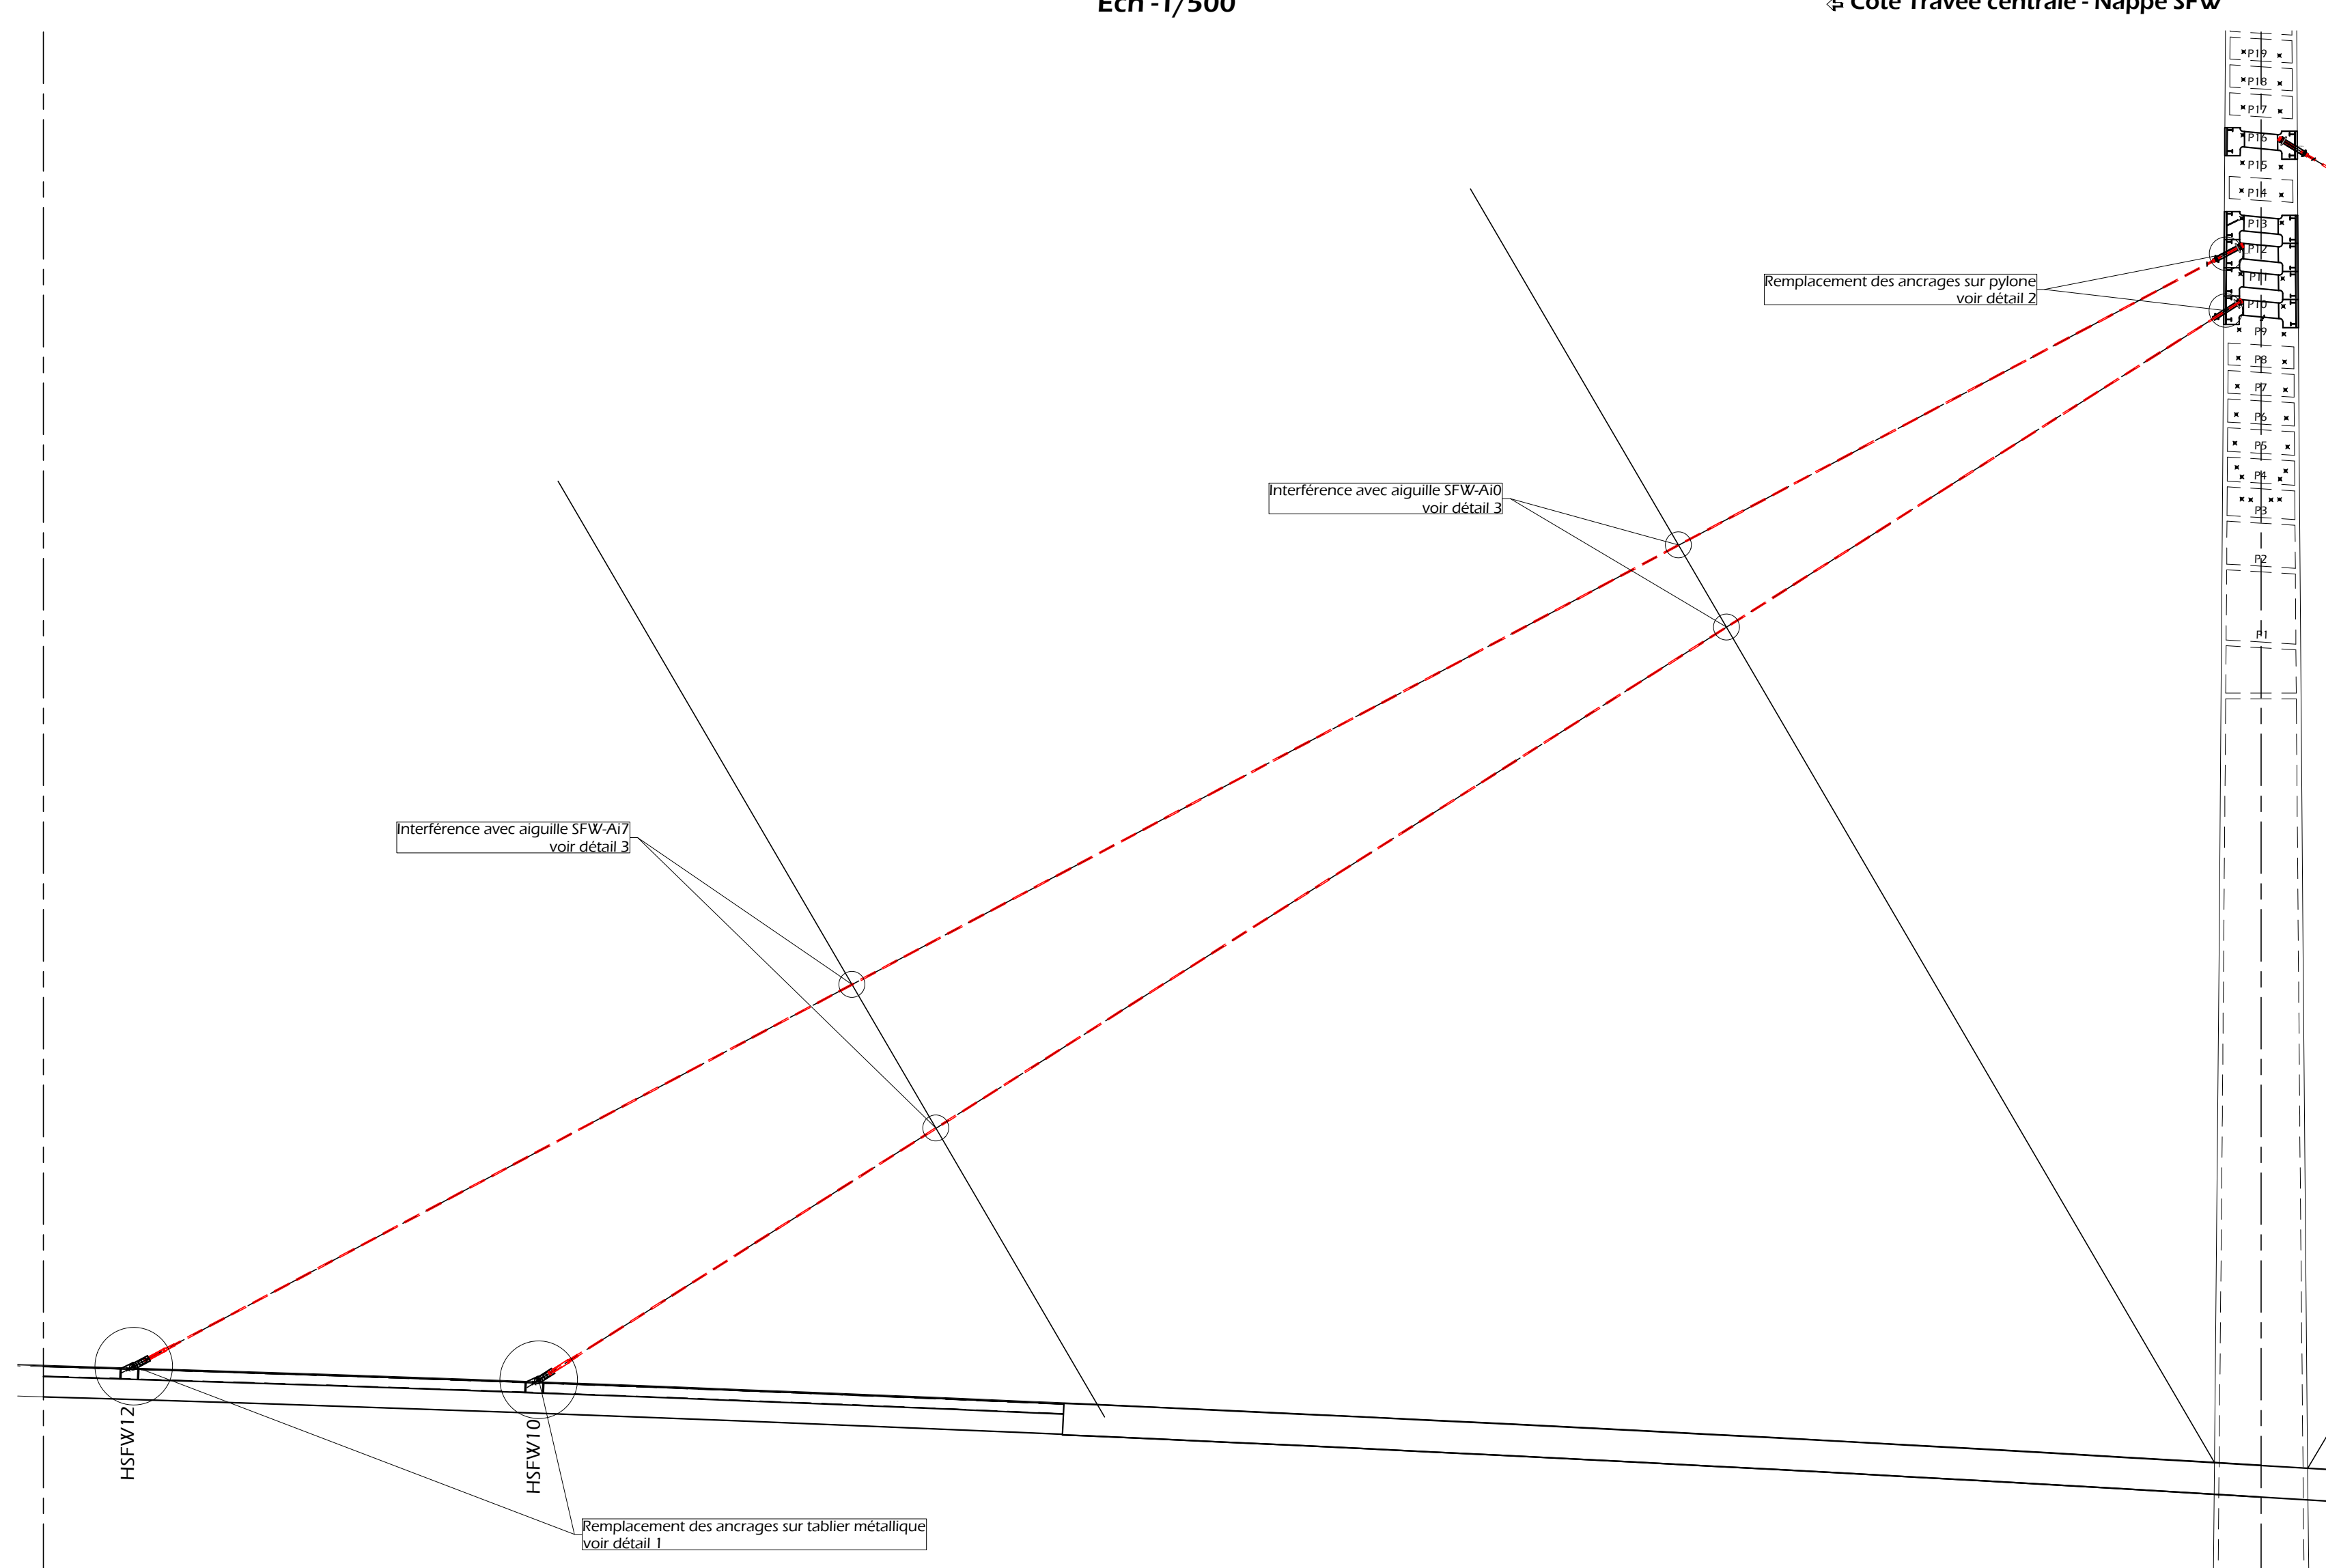 Ech -1/500
⇦ Coté Travée centrale - Nappe SFW
P19
P18
P17
P16
P15
P14
P13
P12
P11
P10
P9
P8
P7
P6
P5
P4
P3
P2
P1
Remplacement des ancrages sur pylone
voir détail 2
Interférence avec aiguille SFW-Ai0
voir détail 3
Interférence avec aiguille SFW-Ai7
voir détail 3
HSFW12
HSFW10
Remplacement des ancrages sur tablier métallique
voir détail 1